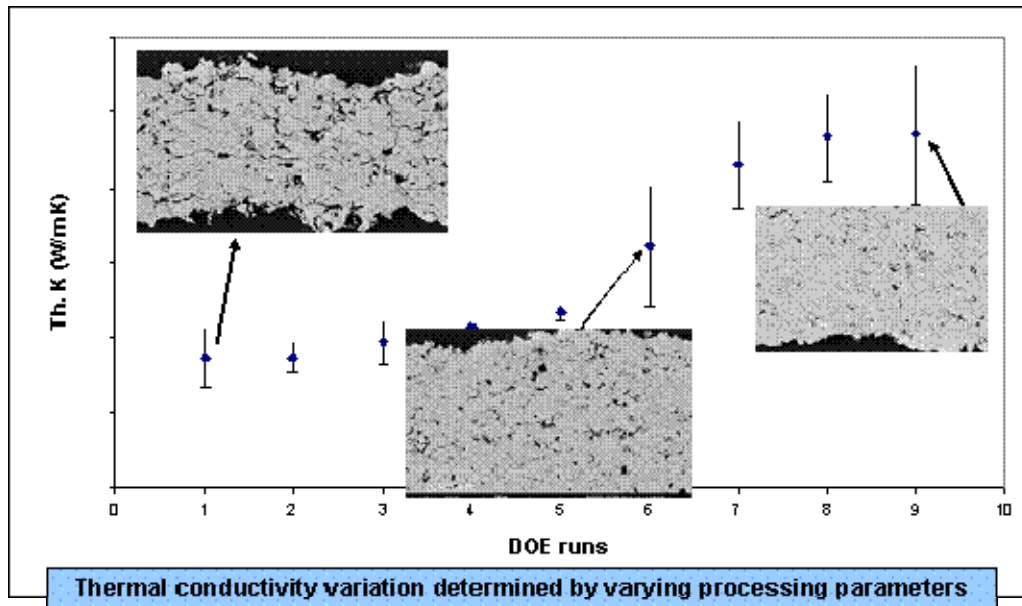 Th. K (W/mK)
0 1 2 3 4 5 6 7 8 9 10
DOE runs
Thermal conductivity variation determined by varying processing parameters